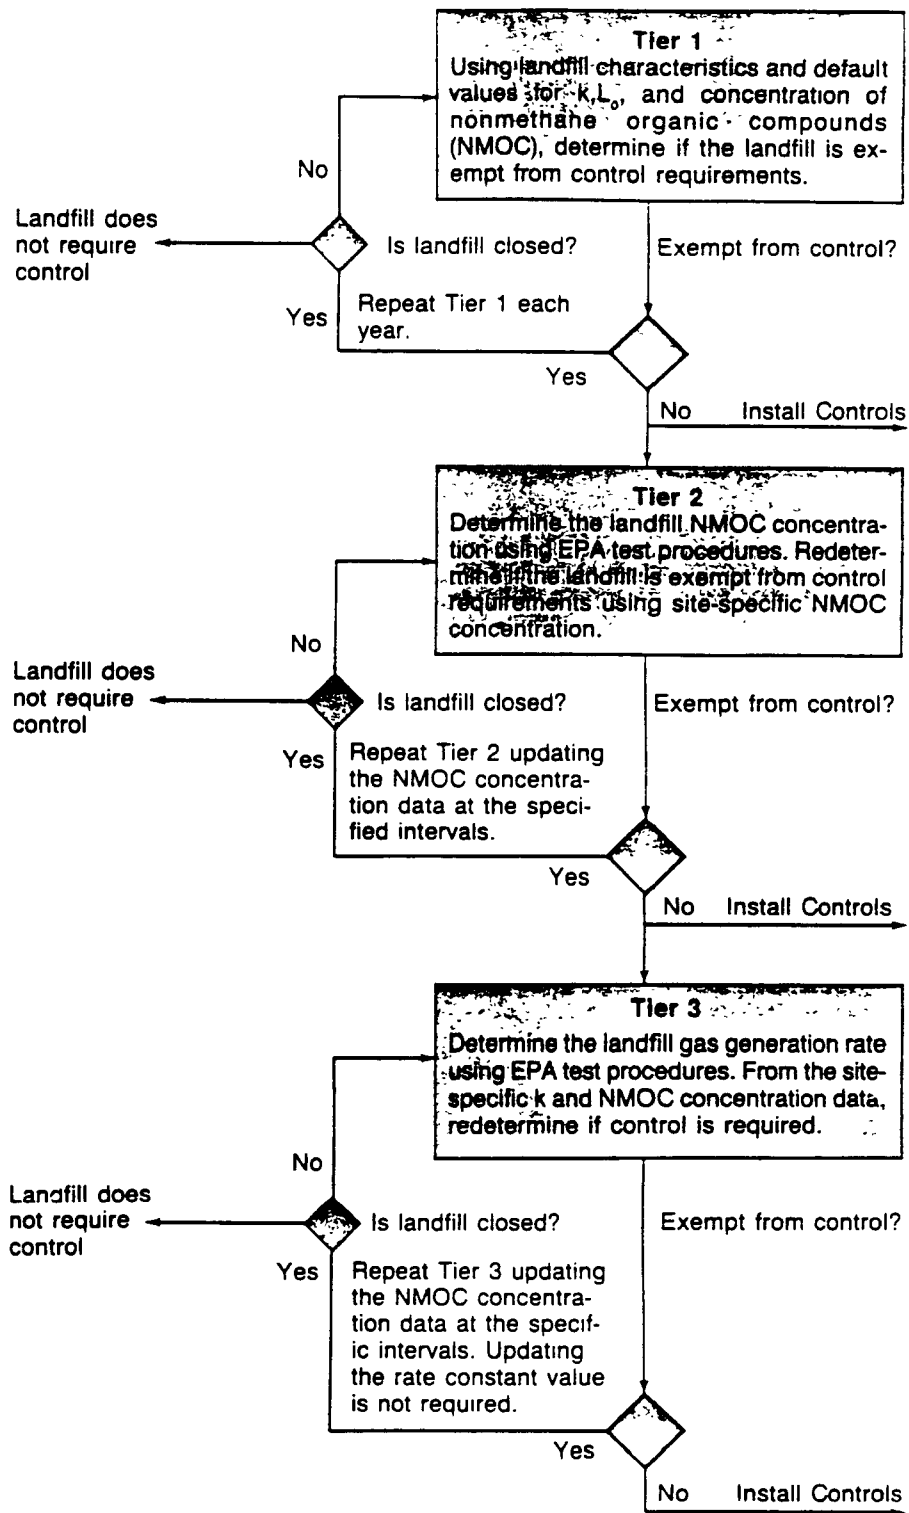 Tier 1
Using landfill characteristics and default
values for k,L₀, and concentration of
nonmethane organic compounds
(NMOC), determine if the landfill is ex-
empt from control requirements.
No
Landfill does
not require
control
Is landfill closed?
Exempt from control?
Yes
Repeat Tier 1 each
year.
Yes
No Install Controls
Tier 2
Determine the landfill NMOC concentra-
tion using EPA test procedures. Redeter-
mine if the landfill is exempt from control
requirements using site-specific NMOC
concentration.
No
Landfill does
not require
control
Is landfill closed?
Exempt from control?
Yes
Repeat Tier 2 updating
the NMOC concentra-
tion data at the speci-
fied intervals.
Yes
No Install Controls
Tier 3
Determine the landfill gas generation rate
using EPA test procedures. From the site-
specific k and NMOC concentration data,
redetermine if control is required.
No
Landfill does
not require
control
Is landfill closed?
Exempt from control?
Yes
Repeat Tier 3 updating
the NMOC concentra-
tion data at the specif-
ic intervals. Updating
the rate constant value
is not required.
Yes
No Install Controls